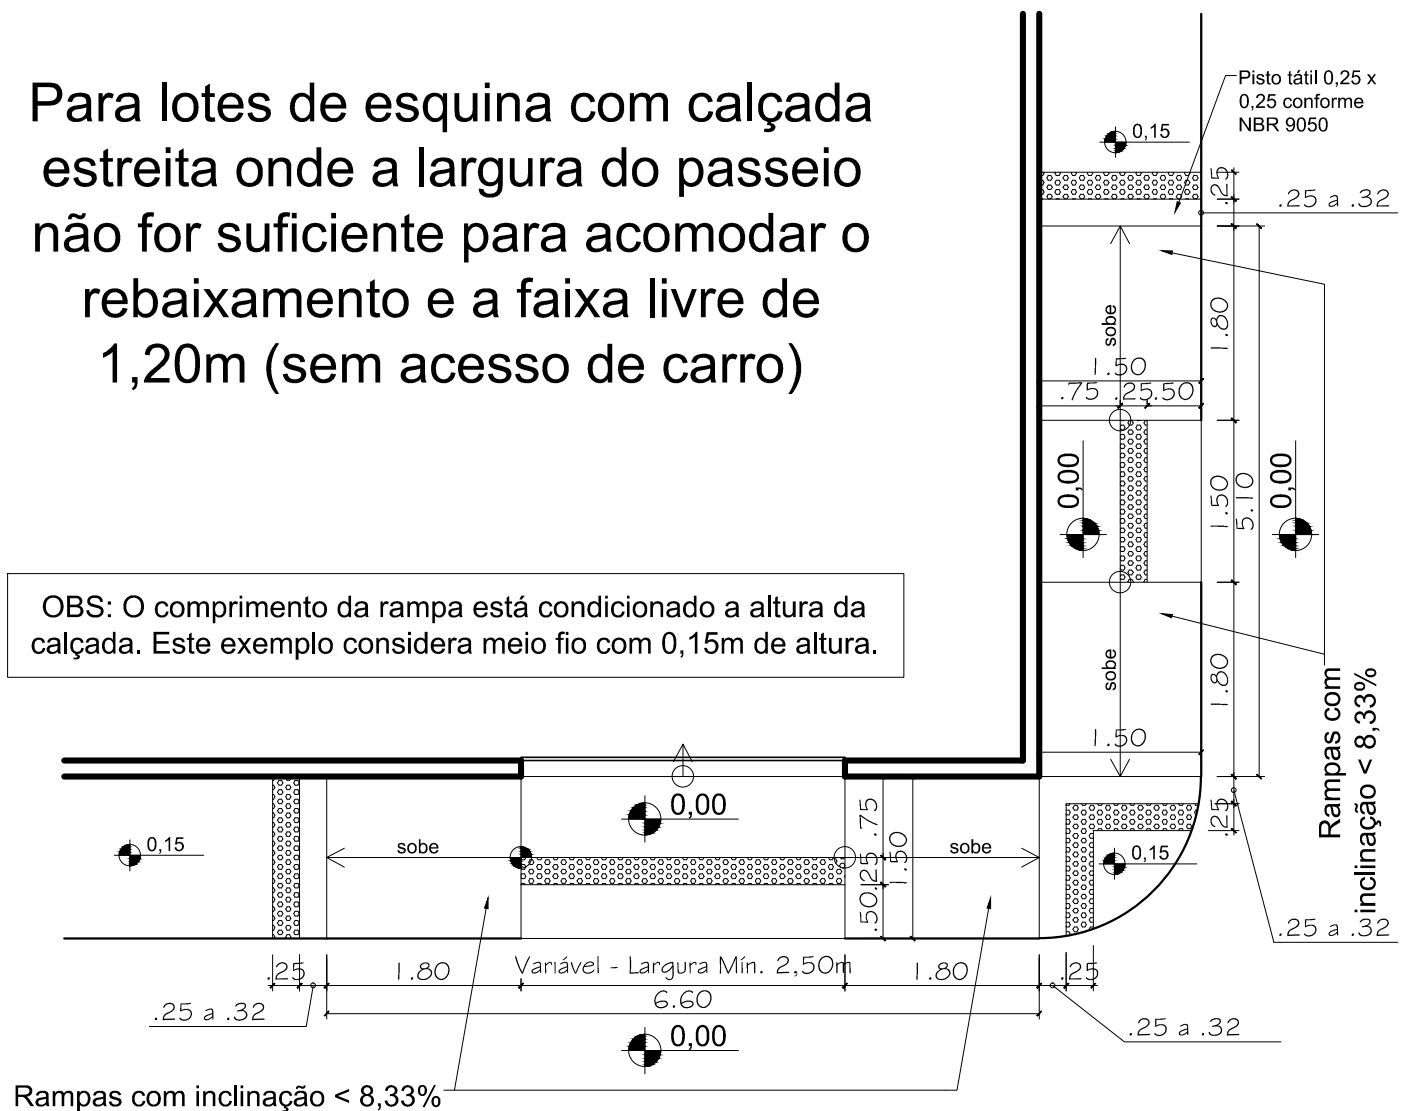 Para lotes de esquina com calçada
estreita onde a largura do passeio
não for suficiente para acomodar o
rebaixamento e a faixa livre de
1,20m (sem acesso de carro)
Pisto tátil 0,25 x
0,25 conforme
NBR 9050
0,15
.25
.25 a .32
sobe
1.80
1.50
.75 .25 .50
0,00
1.50
5.10
0,00
sobe
1.80
1.50
Rampas com
inclinação < 8,33%
OBS: O comprimento da rampa está condicionado a altura da
calçada. Este exemplo considera meio fio com 0,15m de altura.
0,15
sobe
0,00
.50 .25 .75
1.50
sobe
0,15
.25
.25 a .32
.25
1.80
Variável - Largura Mín. 2,50m
1.80
.25
.25 a .32
6.60
.25 a .32
0,00
Rampas com inclinação < 8,33%